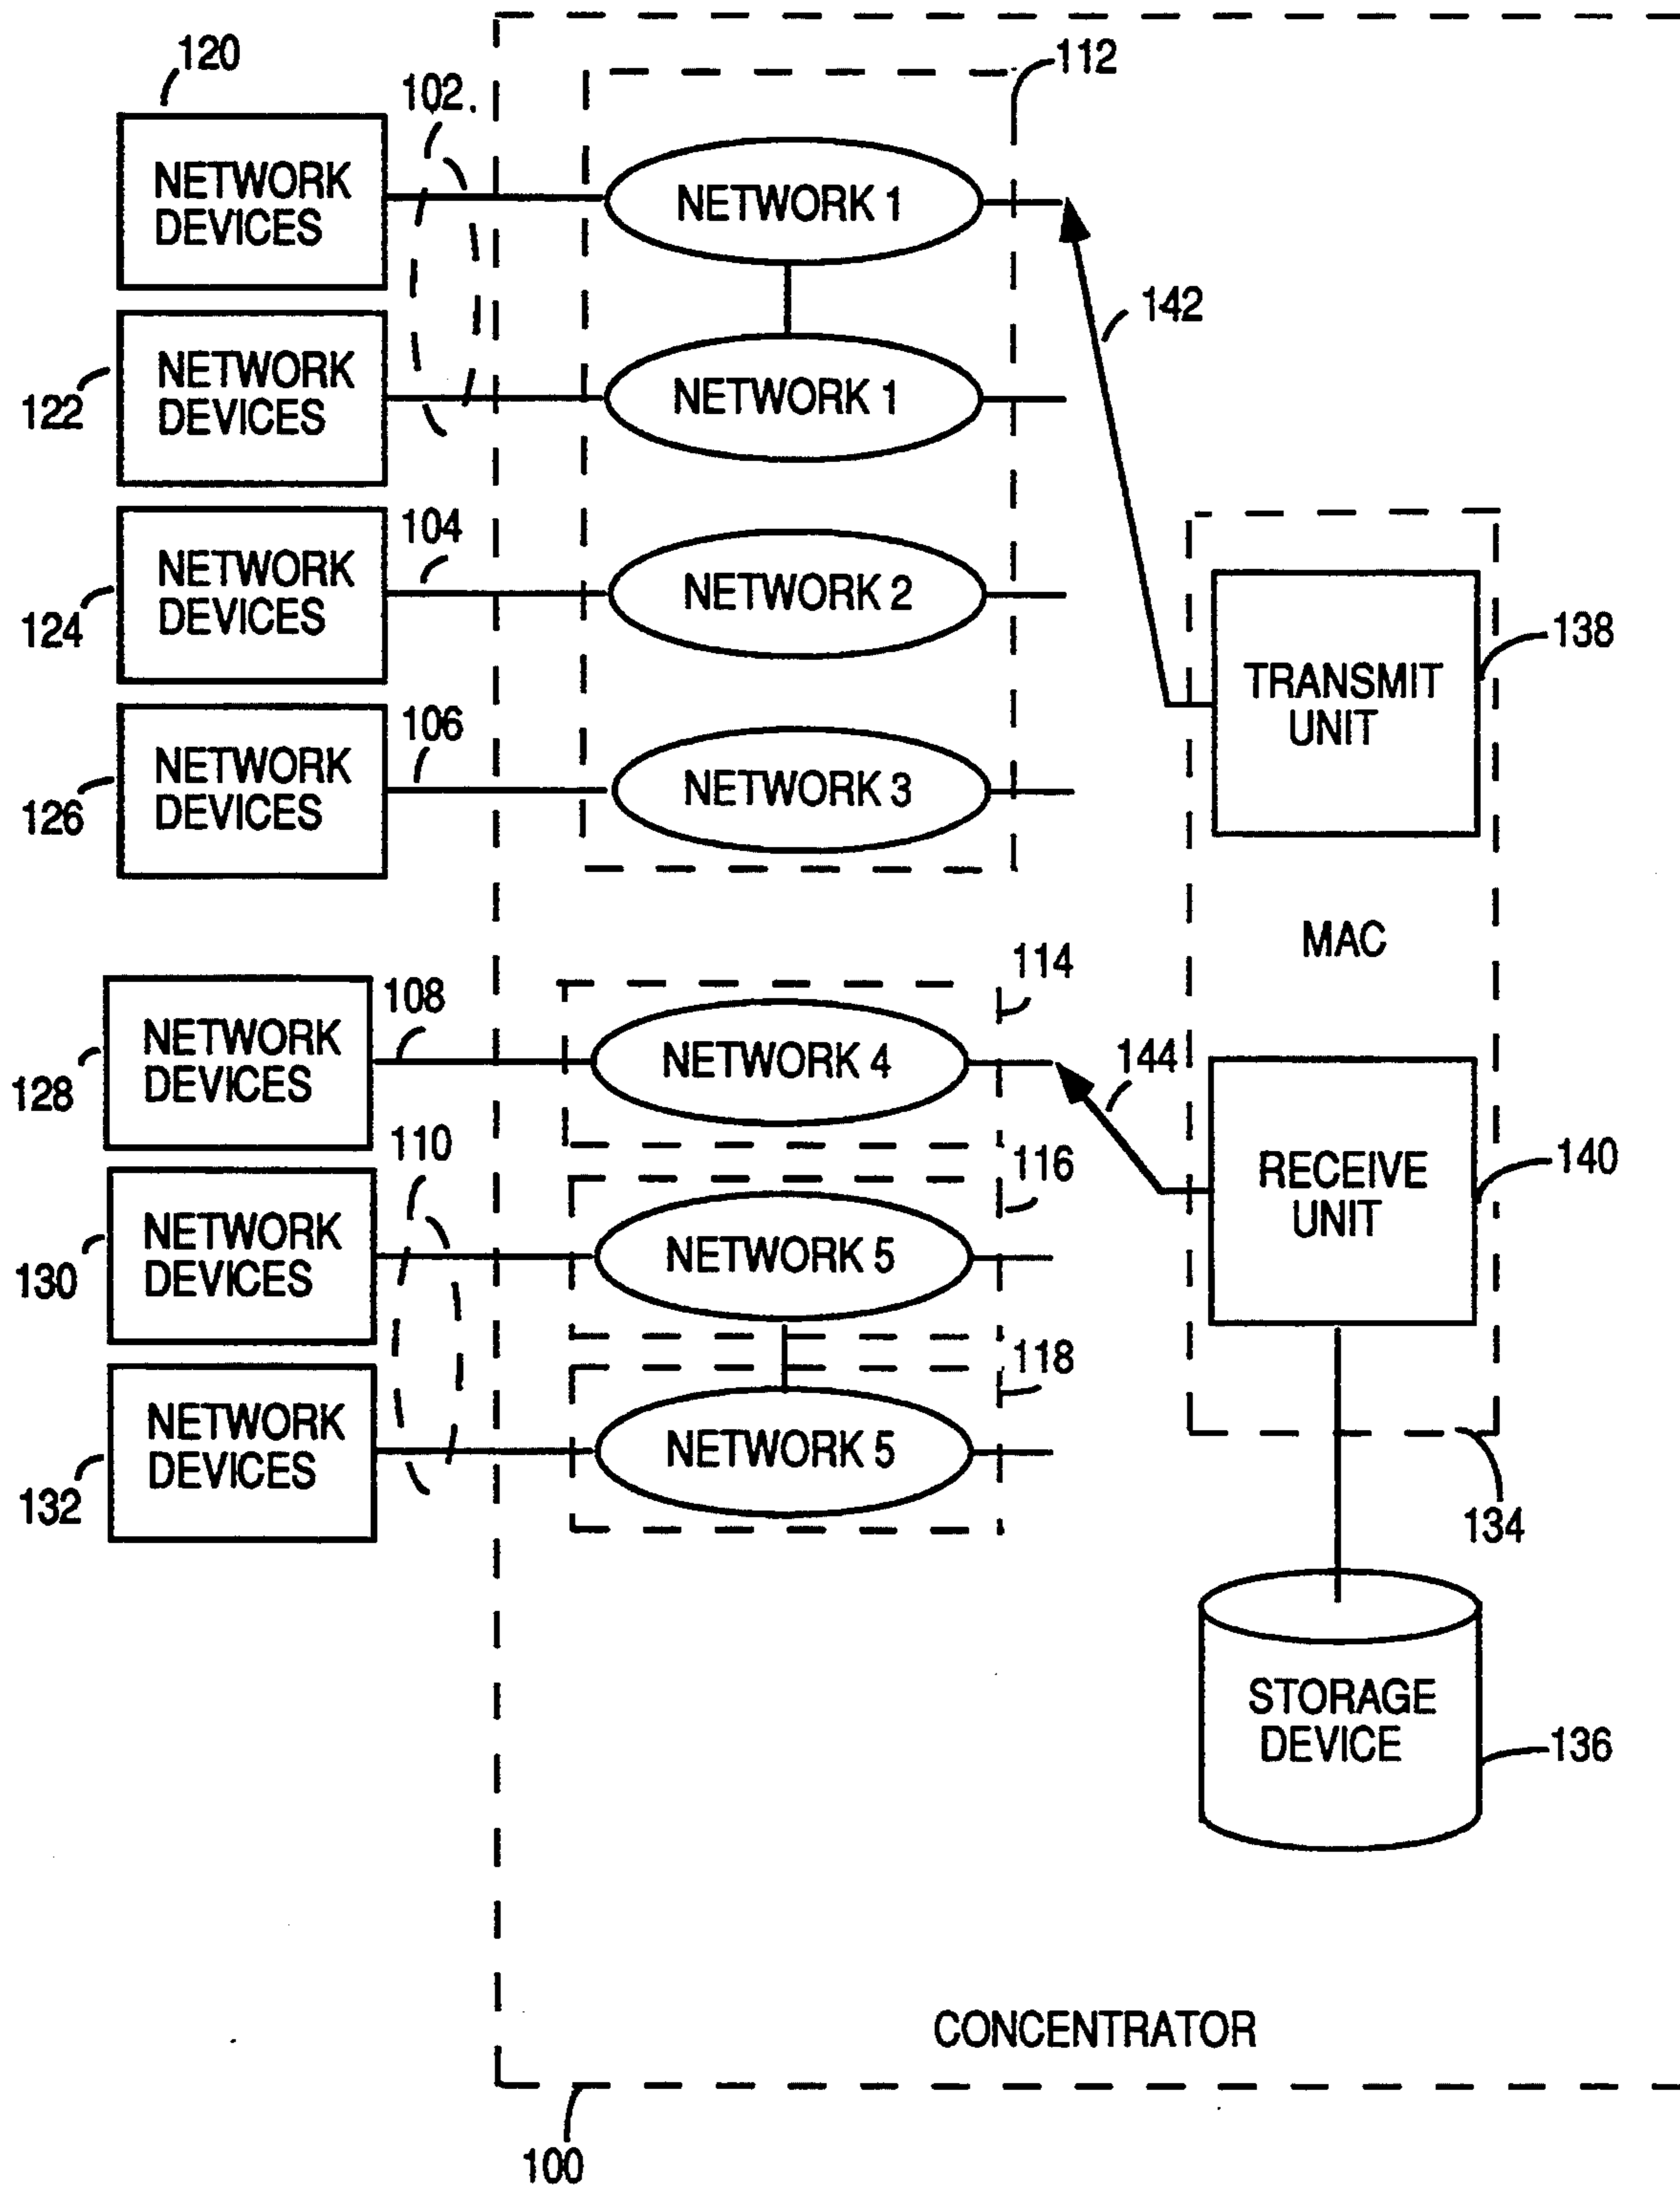 120
102.
112
NETWORK
DEVICES
NETWORK 1
142
122
NETWORK
DEVICES
NETWORK 1
104
124
NETWORK
DEVICES
NETWORK 2
138
TRANSMIT
UNIT
106
126
NETWORK
DEVICES
NETWORK 3
MAC
114
108
128
NETWORK
DEVICES
NETWORK 4
144
110
116
RECEIVE
UNIT
140
130
NETWORK
DEVICES
NETWORK 5
118
132
NETWORK
DEVICES
NETWORK 5
134
STORAGE
DEVICE
136
CONCENTRATOR
100